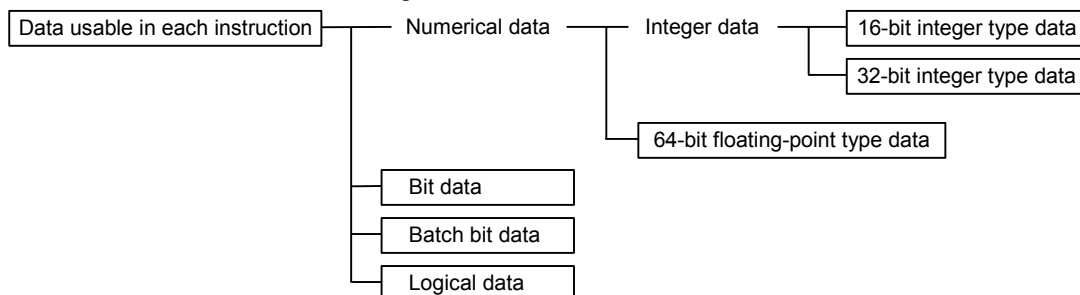 Data usable in each instruction
Numerical data
Integer data
16-bit integer type data
32-bit integer type data
64-bit floating-point type data
Bit data
Batch bit data
Logical data